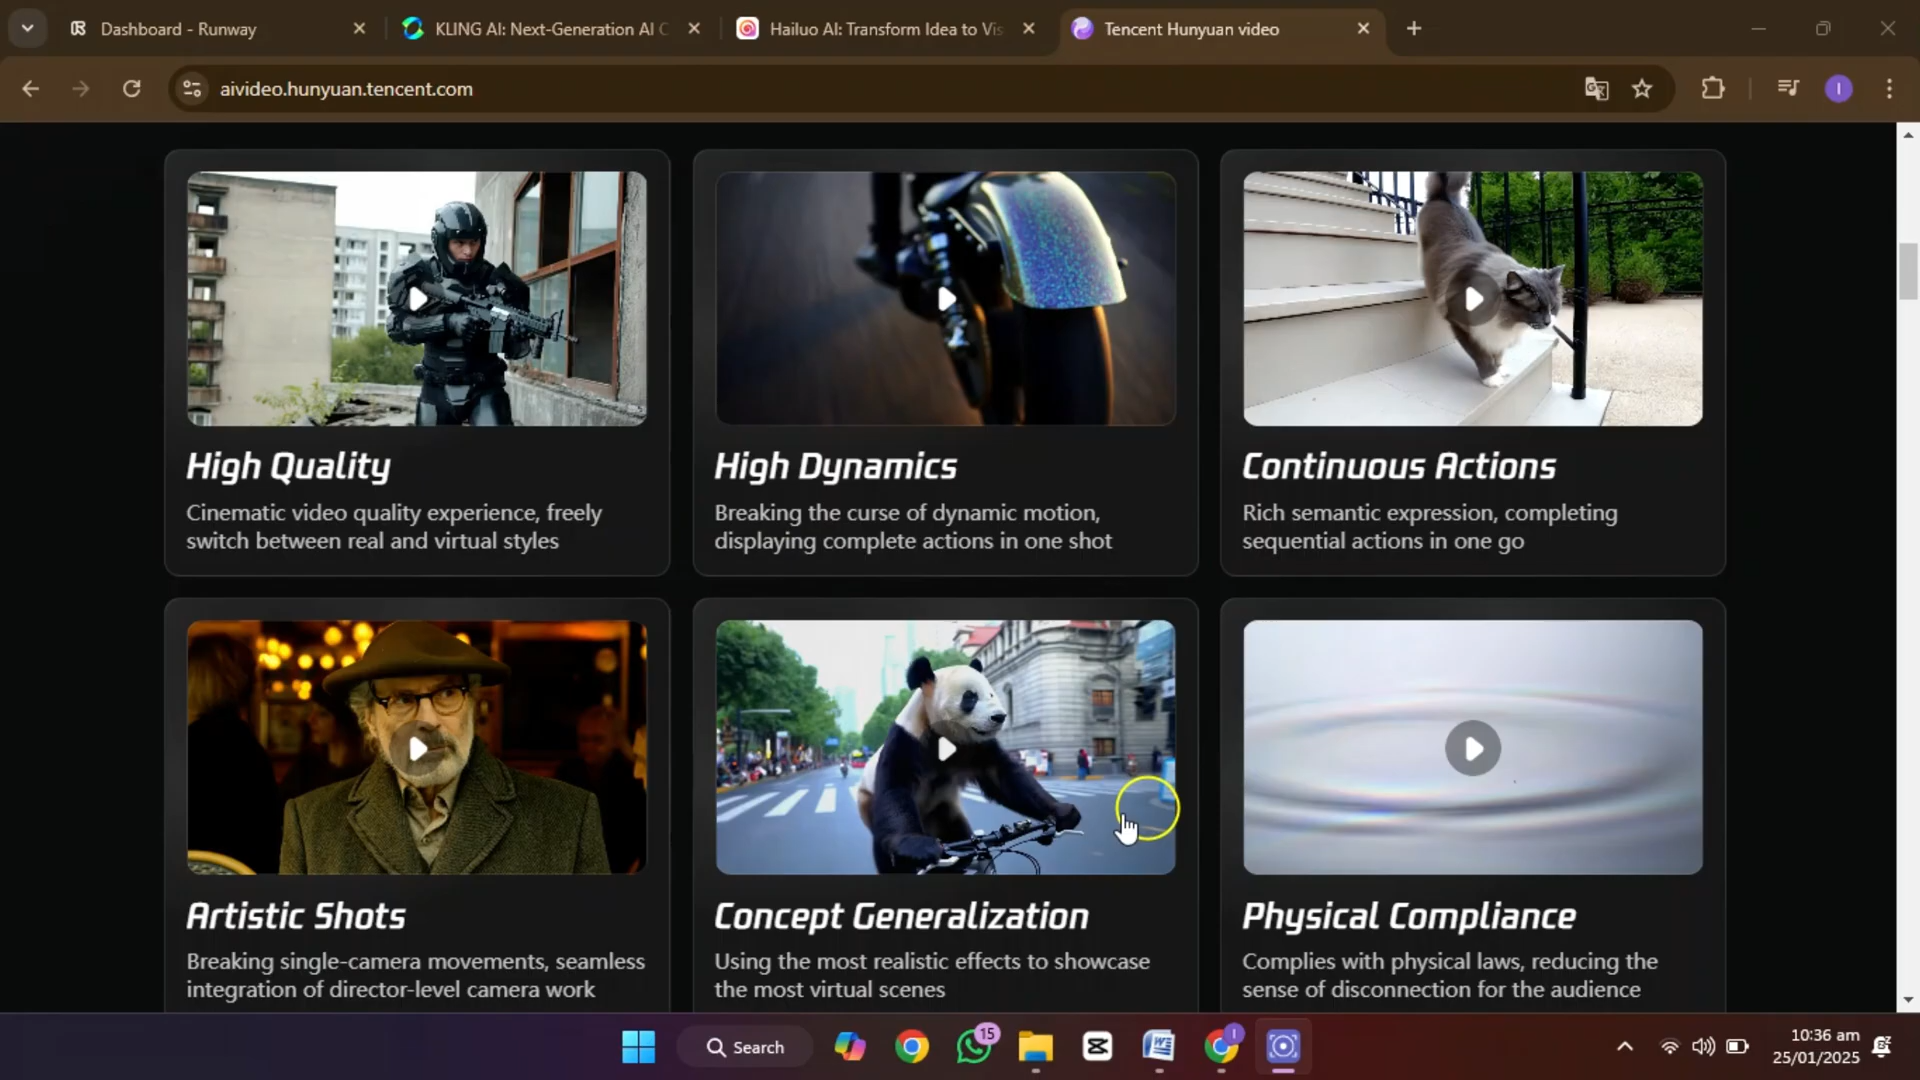 Dashboard - Runway
KLING AI: Next-Generation AI C
Hailuo AI: Transform Idea to Vis
Tencent Hunyuan video
aivideo.hunyuan.tencent.com
I
High Quality
Cinematic video quality experience, freely
switch between real and virtual styles
High Dynamics
Breaking the curse of dynamic motion,
displaying complete actions in one shot
Continuous Actions
Rich semantic expression, completing
sequential actions in one go
Artistic Shots
Breaking single-camera movements, seamless
integration of director-level camera work
Concept Generalization
Using the most realistic effects to showcase
the most virtual scenes
Physical Compliance
Complies with physical laws, reducing the
sense of disconnection for the audience
Search
15
I
10:36 am
25/01/2025